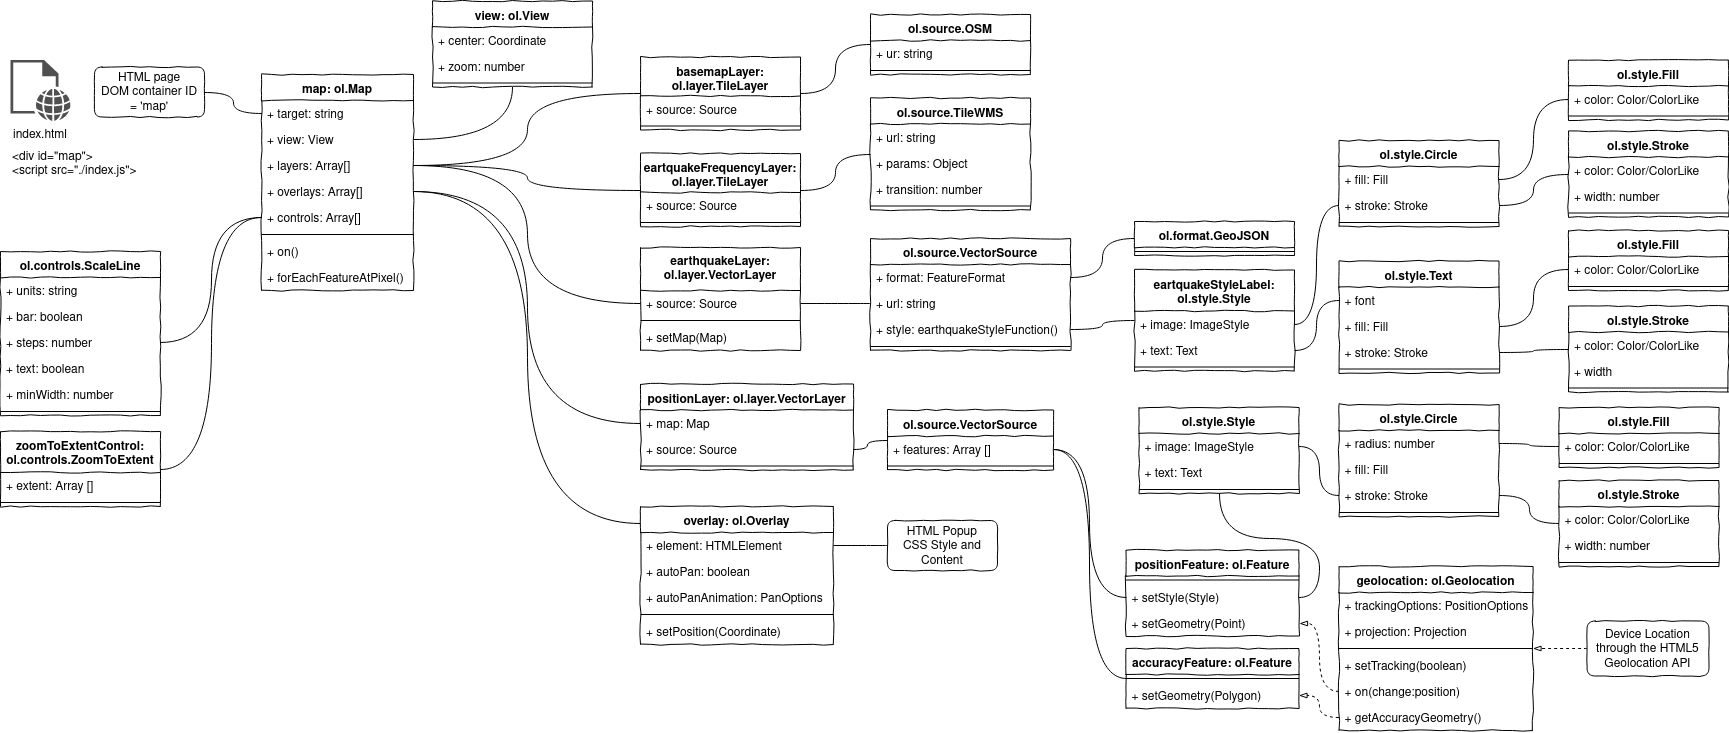 index.html
<div id="map">
<script src="./index.js">
HTML page
DOM container ID
= 'map'
map: ol.Map
+ target: string
+ view: View
+ layers: Array[]
+ overlays: Array[]
+ controls: Array[]
+ on()
+ forEachFeatureAtPixel()
ol.controls.ScaleLine
+ units: string
+ bar: boolean
+ steps: number
+ text: boolean
+ minWidth: number
zoomToExtentControl:
ol.controls.ZoomToExtent
+ extent: Array []
view: ol.View
+ center: Coordinate
+ zoom: number
basemapLayer:
ol.layer.TileLayer
+ source: Source
eartquakeFrequencyLayer:
ol.layer.TileLayer
+ source: Source
earthquakeLayer:
ol.layer.VectorLayer
+ source: Source
+ setMap(Map)
positionLayer: ol.layer.VectorLayer
+ map: Map
+ source: Source
overlay: ol.Overlay
+ element: HTMLElement
+ autoPan: boolean
+ autoPanAnimation: PanOptions
+ setPosition(Coordinate)
ol.source.OSM
+ ur: string
ol.source.TileWMS
+ url: string
+ params: Object
+ transition: number
ol.source.VectorSource
+ format: FeatureFormat
+ url: string
+ style: earthquakeStyleFunction()
ol.source.VectorSource
+ features: Array []
HTML Popup
CSS Style and
Content
ol.format.GeoJSON
eartquakeStyleLabel:
ol.style.Style
+ image: ImageStyle
+ text: Text
ol.style.Style
+ image: ImageStyle
+ text: Text
positionFeature: ol.Feature
+ setStyle(Style)
+ setGeometry(Point)
accuracyFeature: ol.Feature
+ setGeometry(Polygon)
ol.style.Circle
+ fill: Fill
+ stroke: Stroke
ol.style.Text
+ font
+ fill: Fill
+ stroke: Stroke
ol.style.Circle
+ radius: number
+ fill: Fill
+ stroke: Stroke
geolocation: ol.Geolocation
+ trackingOptions: PositionOptions
+ projection: Projection
+ setTracking(boolean)
+ on(change:position)
+ getAccuracyGeometry()
ol.style.Fill
+ color: Color/ColorLike
ol.style.Stroke
+ color: Color/ColorLike
+ width: number
ol.style.Fill
+ color: Color/ColorLike
ol.style.Stroke
+ color: Color/ColorLike
+ width
ol.style.Fill
+ color: Color/ColorLike
ol.style.Stroke
+ color: Color/ColorLike
+ width: number
Device Location
through the HTML5
Geolocation API